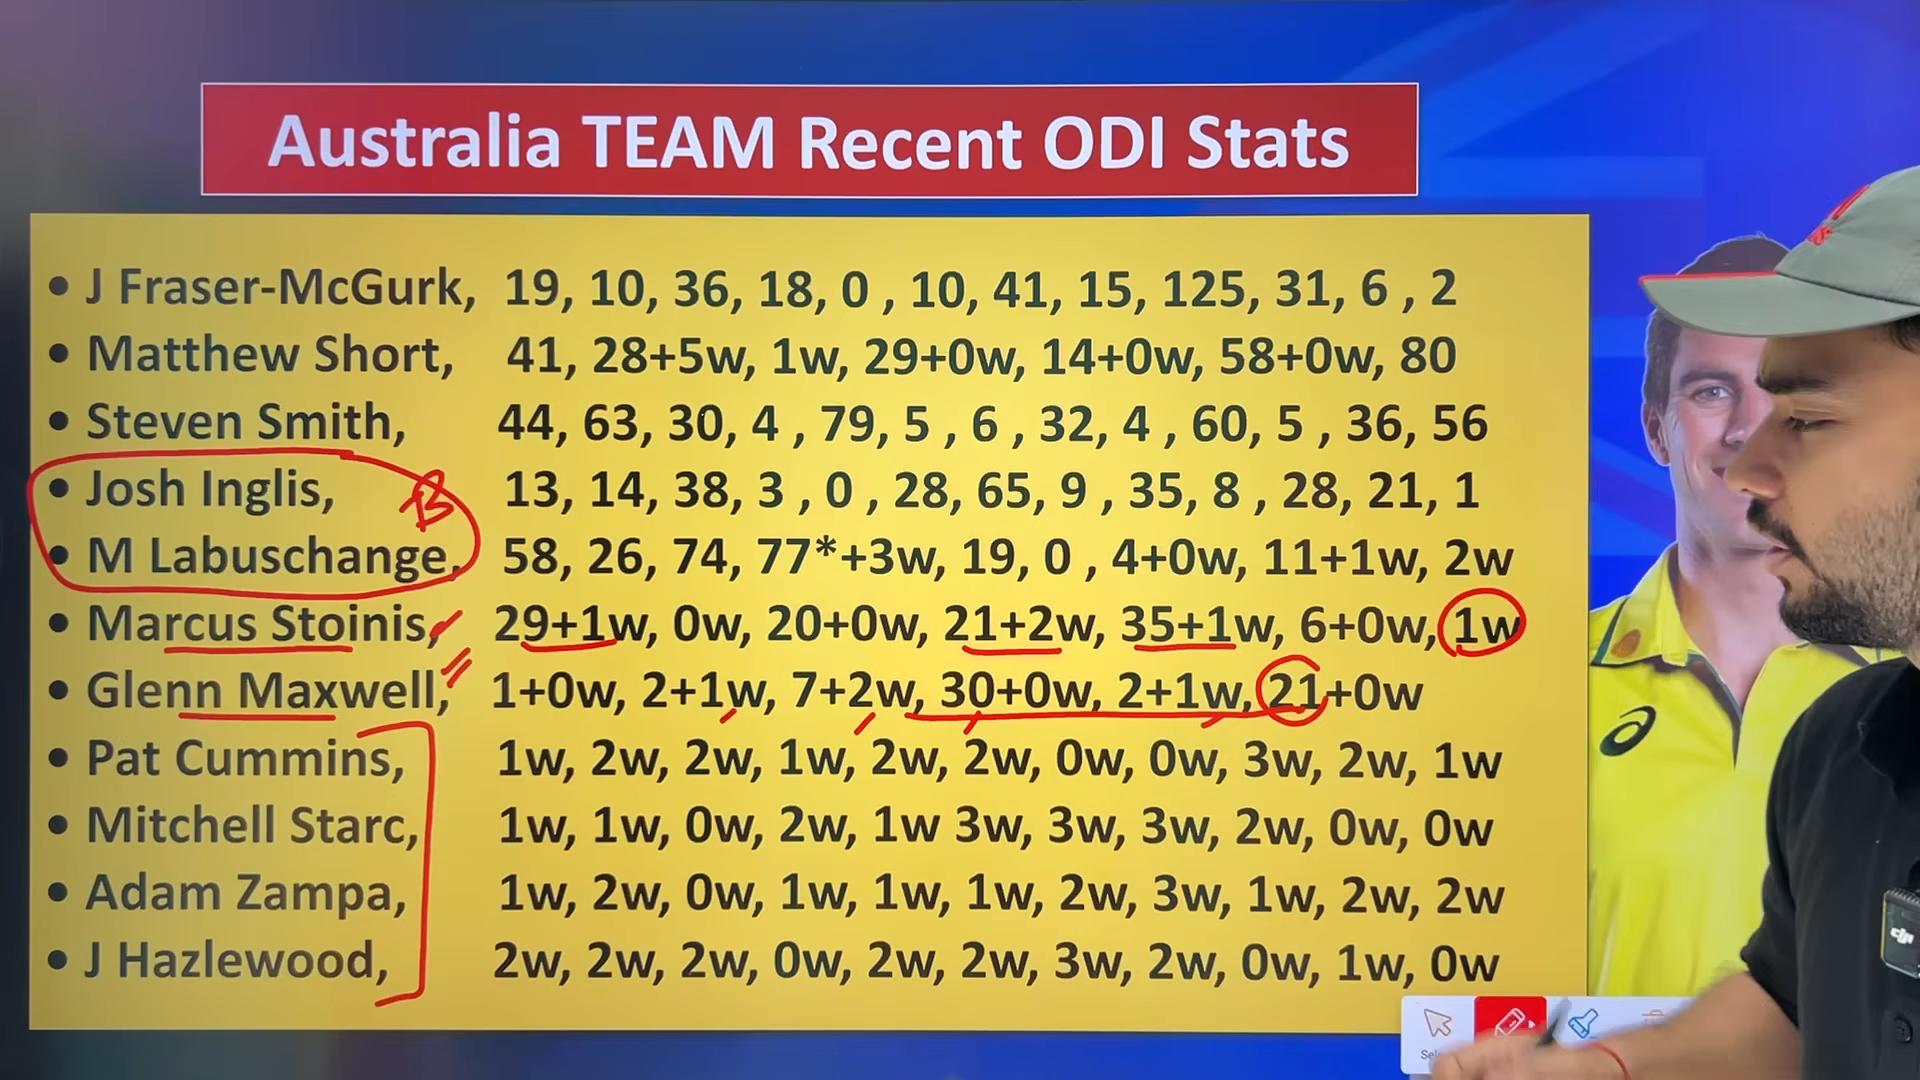 Australia TEAM Recent ODI Stats
• J Fraser-McGurk, 19, 10, 36, 18, 0 , 10, 41, 15, 125, 31, 6 , 2
• Matthew Short, 41, 28+5w, 1w, 29+0w, 14+0w, 58+0w, 80
• Steven Smith, 44, 63, 30, 4 , 79, 5 , 6 , 32, 4 , 60, 5 , 36, 56
• Josh Inglis, 13, 14, 38, 3 , 0 , 28, 65, 9 , 35, 8 , 28, 21, 1
B
• M Labuschange, 58, 26, 74, 77*+3w, 19, 0 , 4+0w, 11+1w, 2w
• Marcus Stoinis, 29+1w, 0w, 20+0w, 21+2w, 35+1w, 6+0w, 1w
• Glenn Maxwell, 1+0w, 2+1w, 7+2w, 30+0w, 2+1w, 21+0w
• Pat Cummins, 1w, 2w, 2w, 1w, 2w, 2w, 0w, 0w, 3w, 2w, 1w
• Mitchell Starc, 1w, 1w, 0w, 2w, 1w 3w, 3w, 3w, 2w, 0w, 0w
• Adam Zampa, 1w, 2w, 0w, 1w, 1w, 1w, 2w, 3w, 1w, 2w, 2w
• J Hazlewood, 2w, 2w, 2w, 0w, 2w, 2w, 3w, 2w, 0w, 1w, 0w
dji